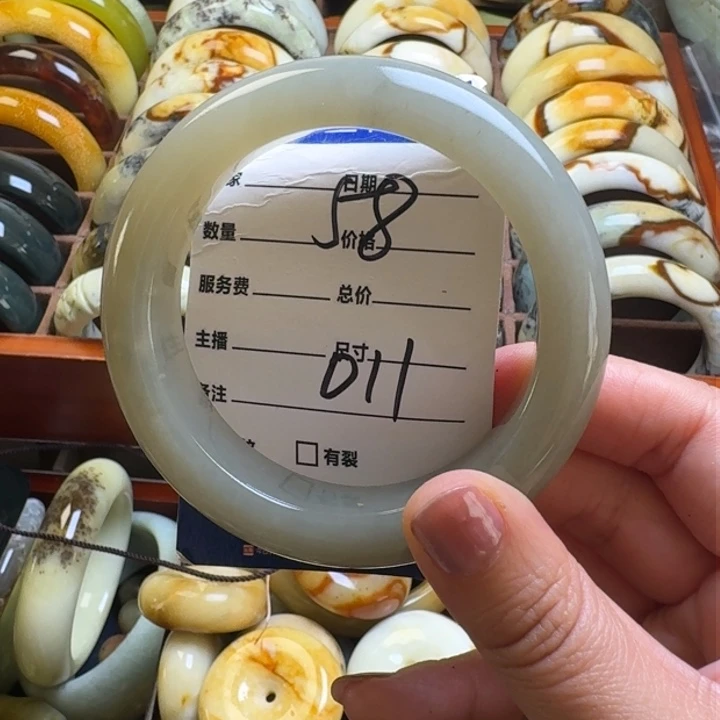 家 日期
58
数量 价格
服务费 总价
主播 尺寸
011
备注
□有裂